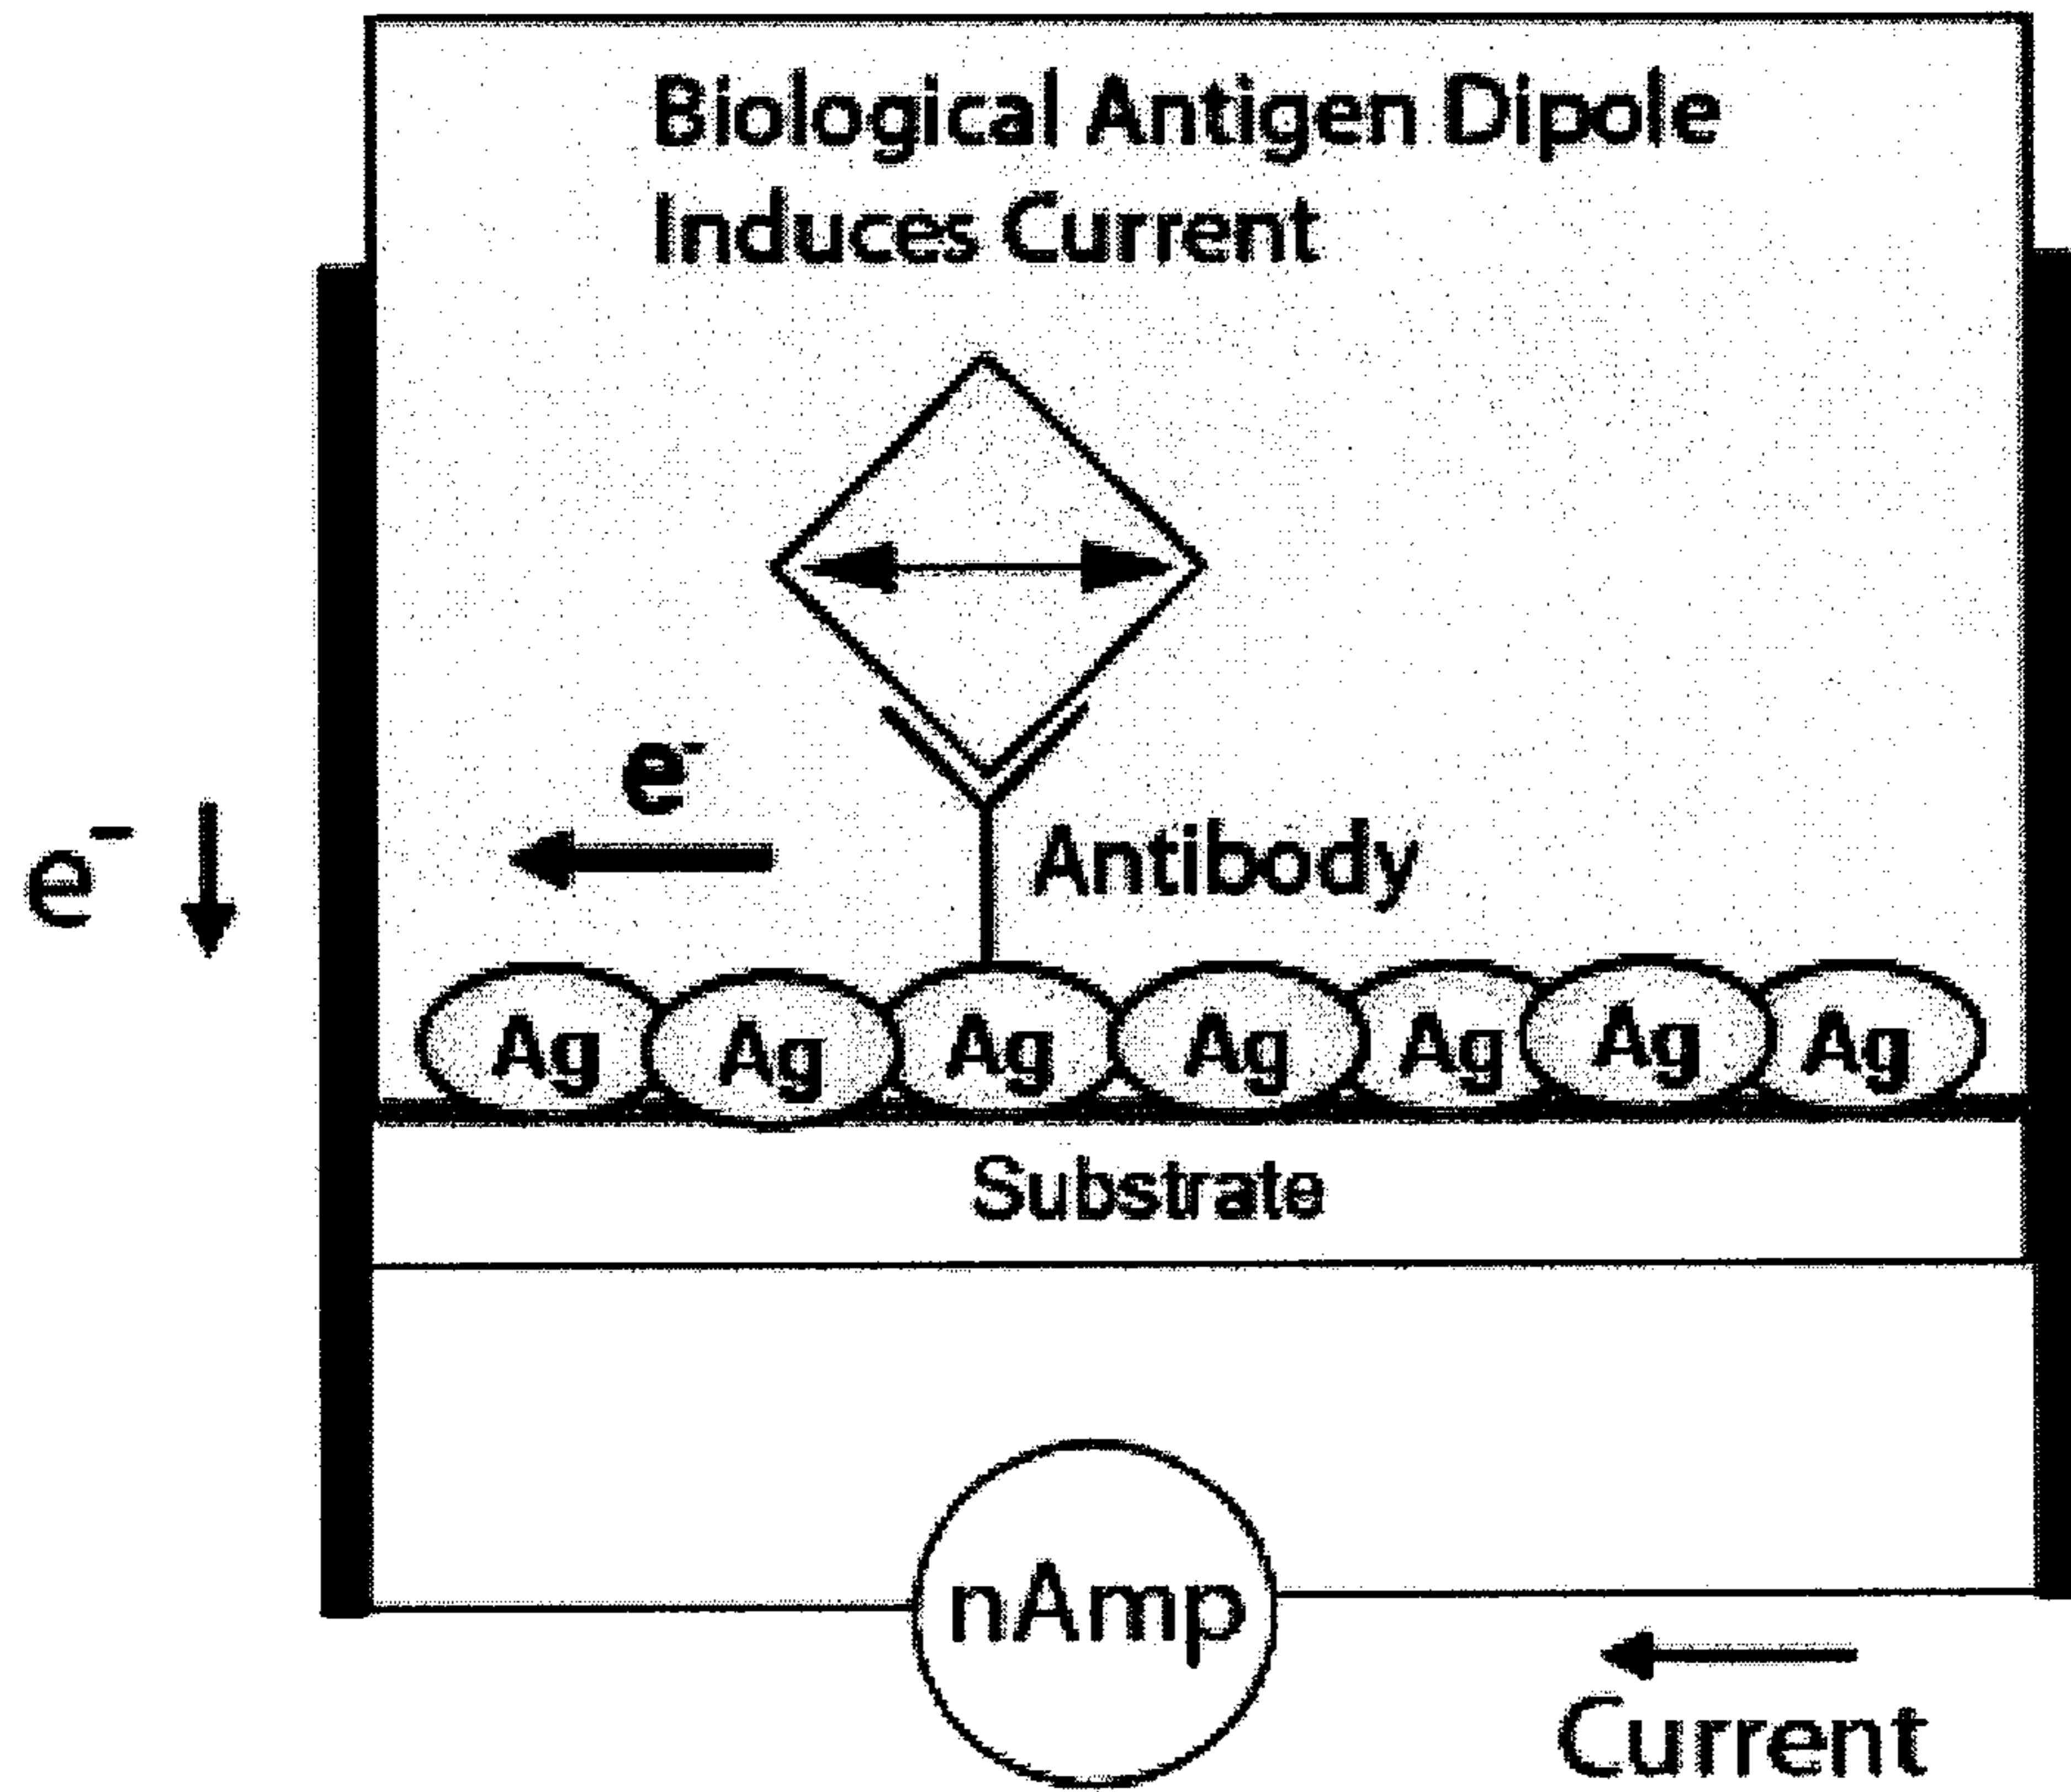 Biological Antigen Dipole
Induces Current
e⁻
e⁻
Antibody
Ag Ag Ag Ag Ag Ag Ag
Substrate
nAmp
Current